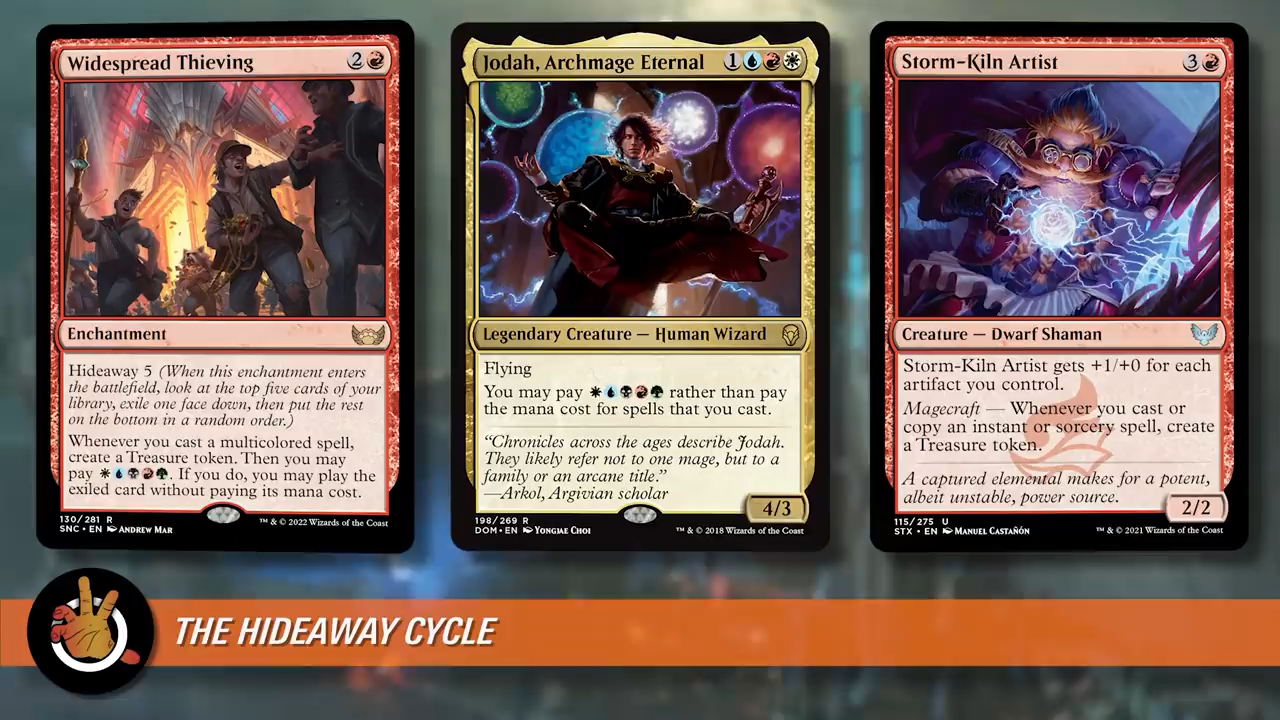 Widespread Thieving 2
Enchantment
Hideaway 5 (When this enchantment enters
the battlefield, look at the top five cards of your
library, exile one face down, then put the rest
on the bottom in a random order.)
Whenever you cast a multicolored spell,
create a Treasure token. Then you may
pay . If you do, you may play the
exiled card without paying its mana cost.
130/281 R
SNC • EN Andrew Mar
™ & © 2022 Wizards of the Coast
Jodah, Archmage Eternal 1
Legendary Creature — Human Wizard
Flying
You may pay rather than pay
the mana cost for spells that you cast.
“Chronicles across the ages describe Jodah.
They likely refer not to one mage, but to a
family or an arcane title.”
—Arkol, Argivian scholar
4/3
198/269 R
DOM • EN Yongjae Choi
™ & © 2018 Wizards of the Coast
Storm-Kiln Artist 3
Creature — Dwarf Shaman
Storm-Kiln Artist gets +1/+0 for each
artifact you control.
Magecraft — Whenever you cast or
copy an instant or sorcery spell, create
a Treasure token.
A captured elemental makes for a potent,
albeit unstable, power source.
2/2
115/275 U
STX • EN Manuel Castañón
™ & © 2021 Wizards of the Coast
THE HIDEAWAY CYCLE